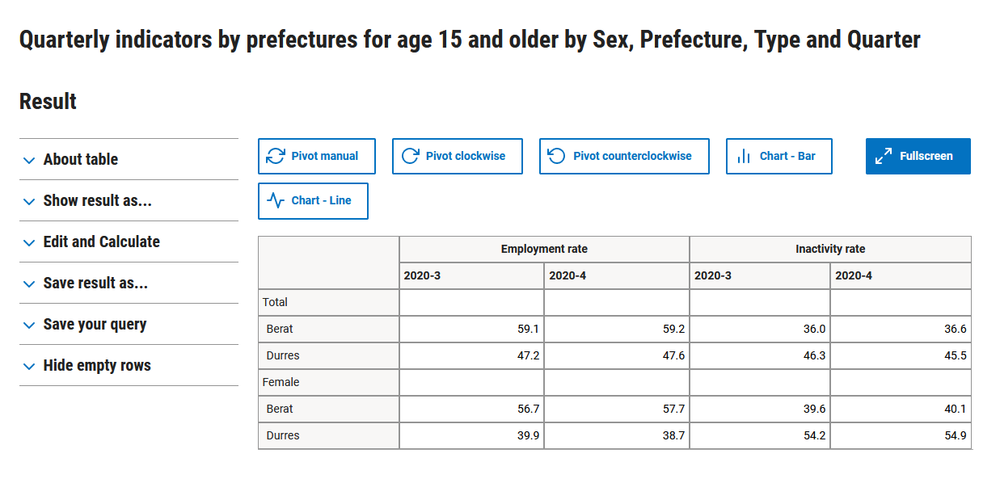 Quarterly indicators by prefectures for age 15 and older by Sex, Prefecture, Type and Quarter
Result
About table
Show result as...
Edit and Calculate
Save result as...
Save your query
Hide empty rows
Pivot manual Pivot clockwise Pivot counterclockwise Chart - Bar Fullscreen
Chart - Line
Employment rate Inactivity rate
2020-3 2020-4 2020-3 2020-4
Total
Berat 59.1 59.2 36.0 36.6
Durres 47.2 47.6 46.3 45.5
Female
Berat 56.7 57.7 39.6 40.1
Durres 39.9 38.7 54.2 54.9